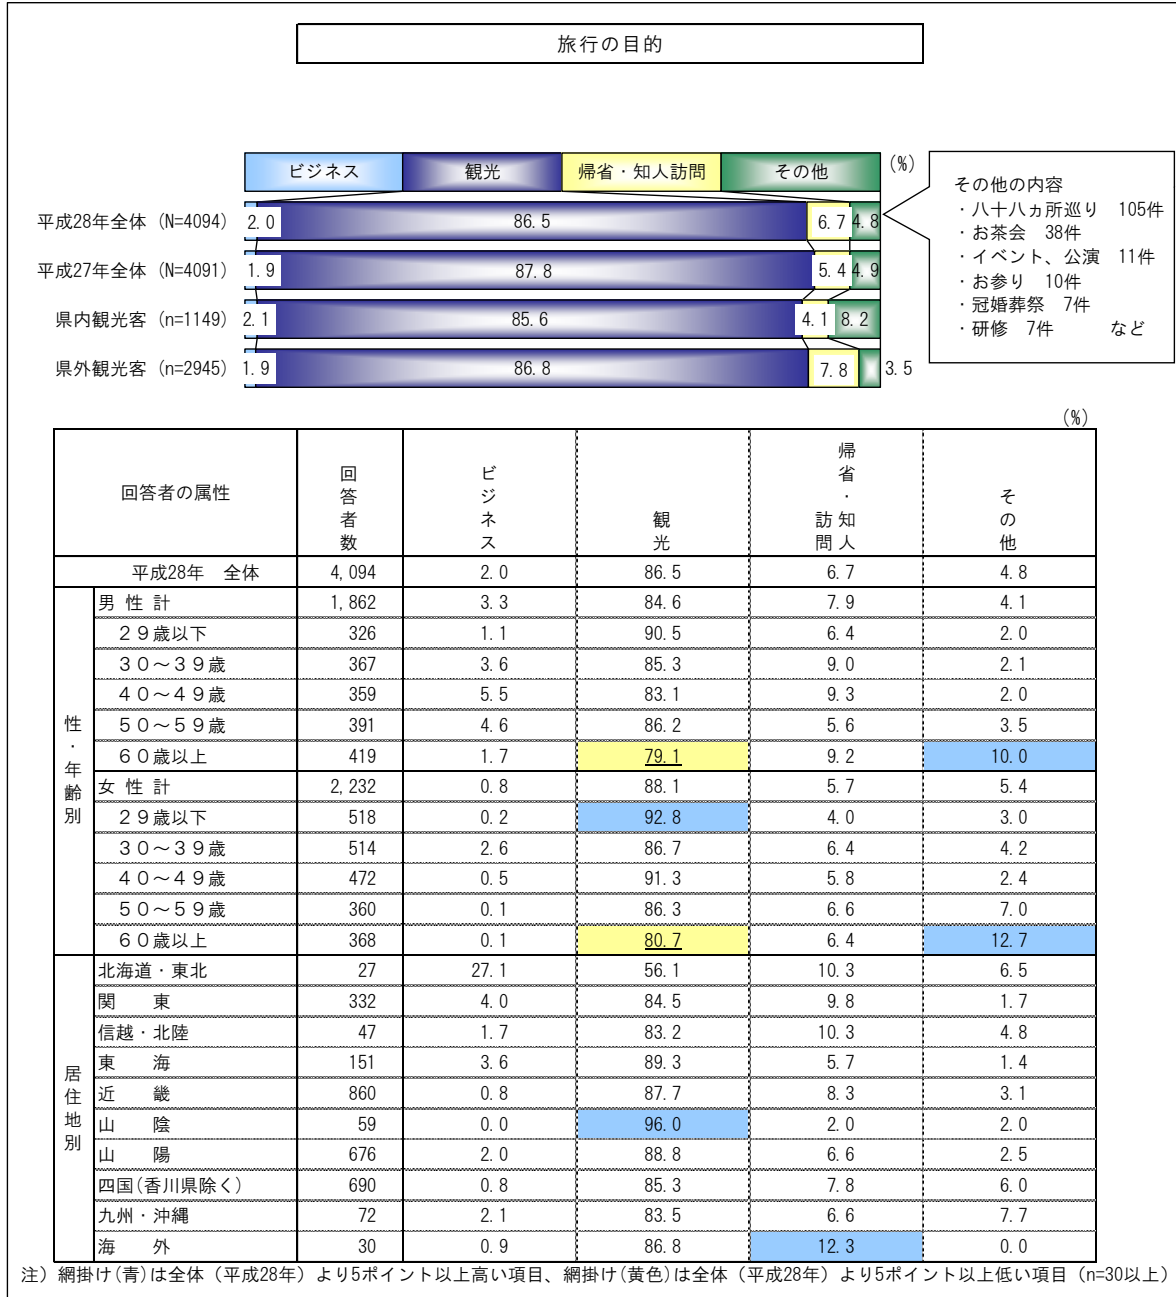 旅行の目的
ビジネス 観光 帰省・知人訪問 その他 (%)
平成28年全体 (N=4094) 2.0 86.5 6.7 4.8
平成27年全体 (N=4091) 1.9 87.8 5.4 4.9
県内観光客 (n=1149) 2.1 85.6 4.1 8.2
県外観光客 (n=2945) 1.9 86.8 7.8 3.5
その他の内容
・八十八ヵ所巡り 105件
・お茶会 38件
・イベント、公演 11件
・お参り 10件
・冠婚葬祭 7件
・研修 7件 など
(%)
回答者の属性 回答者数 ビジネス 観光 帰省・知人訪問 その他
平成28年 全体 4,094 2.0 86.5 6.7 4.8
性・年齢別
男性計 1,862 3.3 84.6 7.9 4.1
29歳以下 326 1.1 90.5 6.4 2.0
30～39歳 367 3.6 85.3 9.0 2.1
40～49歳 359 5.5 83.1 9.3 2.0
50～59歳 391 4.6 86.2 5.6 3.5
60歳以上 419 1.7 79.1 9.2 10.0
女性計 2,232 0.8 88.1 5.7 5.4
29歳以下 518 0.2 92.8 4.0 3.0
30～39歳 514 2.6 86.7 6.4 4.2
40～49歳 472 0.5 91.3 5.8 2.4
50～59歳 360 0.1 86.3 6.6 7.0
60歳以上 368 0.1 80.7 6.4 12.7
居住地別
北海道・東北 27 27.1 56.1 10.3 6.5
関 東 332 4.0 84.5 9.8 1.7
信越・北陸 47 1.7 83.2 10.3 4.8
東 海 151 3.6 89.3 5.7 1.4
近 畿 860 0.8 87.7 8.3 3.1
山 陰 59 0.0 96.0 2.0 2.0
山 陽 676 2.0 88.8 6.6 2.5
四国(香川県除く) 690 0.8 85.3 7.8 6.0
九州・沖縄 72 2.1 83.5 6.6 7.7
海 外 30 0.9 86.8 12.3 0.0
注）網掛け(青)は全体（平成28年）より5ポイント以上高い項目、網掛け(黄色)は全体（平成28年）より5ポイント以上低い項目（n=30以上）